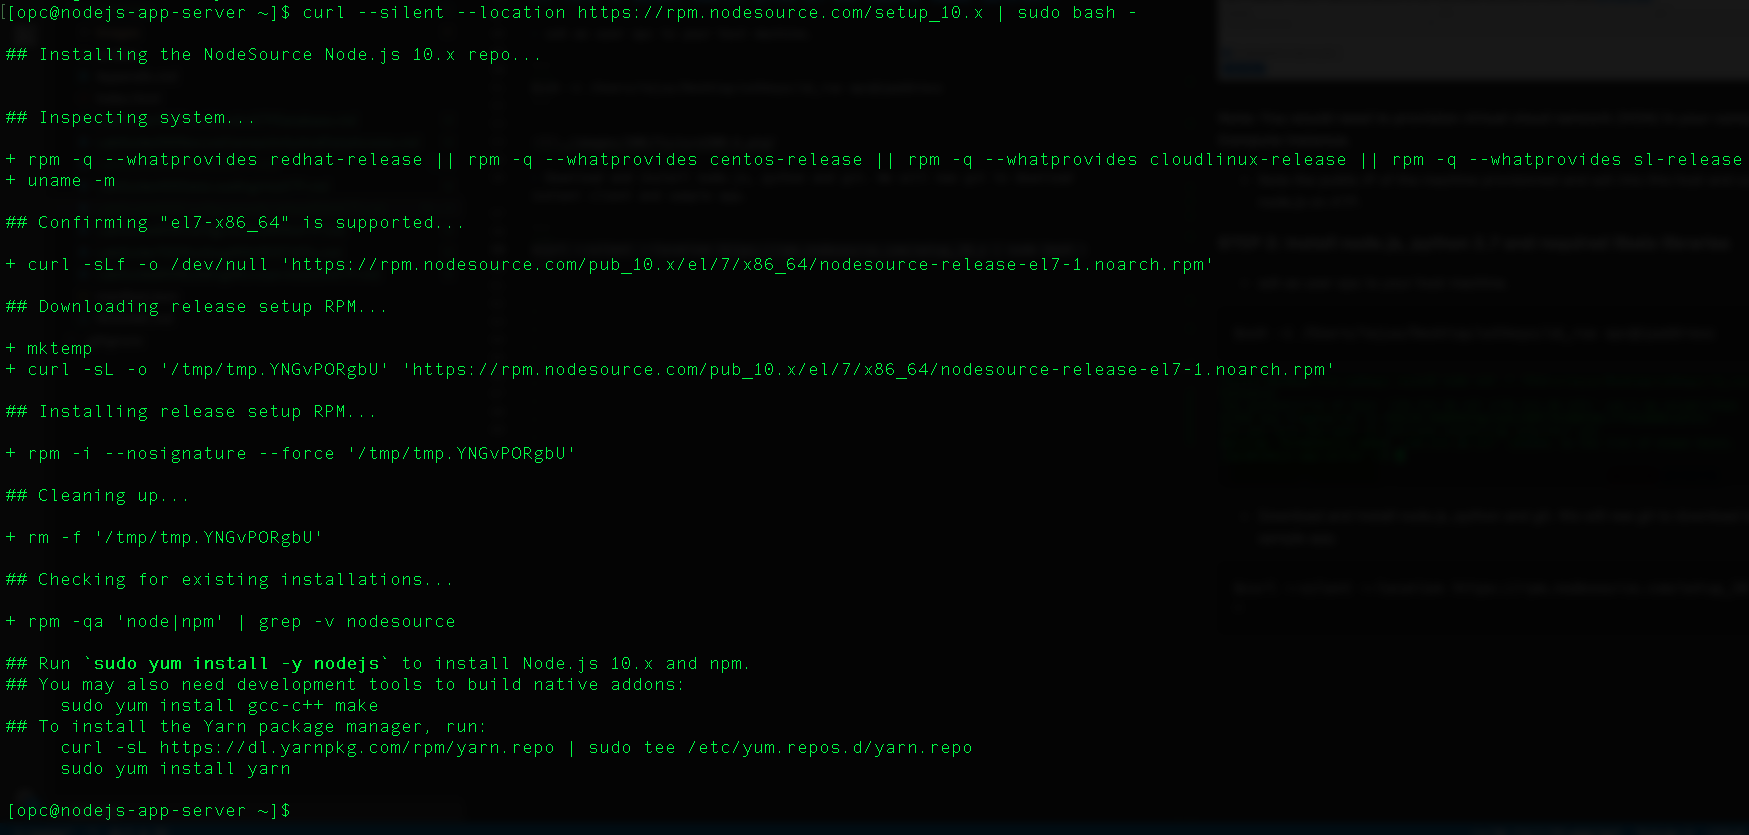 [opc@nodejs-app-server ~]$ curl --silent --location https://rpm.nodesource.com/setup_10.x | sudo bash -
## Installing the NodeSource Node.js 10.x repo...
## Inspecting system...
+ rpm -q --whatprovides redhat-release || rpm -q --whatprovides centos-release || rpm -q --whatprovides cloudlinux-release || rpm -q --whatprovides sl-release
+ uname -m
## Confirming "el7-x86_64" is supported...
+ curl -sLf -o /dev/null 'https://rpm.nodesource.com/pub_10.x/el/7/x86_64/nodesource-release-el7-1.noarch.rpm'
## Downloading release setup RPM...
+ mktemp
+ curl -sL -o '/tmp/tmp.YNGvPORgbU' 'https://rpm.nodesource.com/pub_10.x/el/7/x86_64/nodesource-release-el7-1.noarch.rpm'
## Installing release setup RPM...
+ rpm -i --nosignature --force '/tmp/tmp.YNGvPORgbU'
## Cleaning up...
+ rm -f '/tmp/tmp.YNGvPORgbU'
## Checking for existing installations...
+ rpm -qa 'node|npm' | grep -v nodesource
## Run `sudo yum install -y nodejs` to install Node.js 10.x and npm.
## You may also need development tools to build native addons:
sudo yum install gcc-c++ make
## To install the Yarn package manager, run:
curl -sL https://dl.yarnpkg.com/rpm/yarn.repo | sudo tee /etc/yum.repos.d/yarn.repo
sudo yum install yarn
[opc@nodejs-app-server ~]$